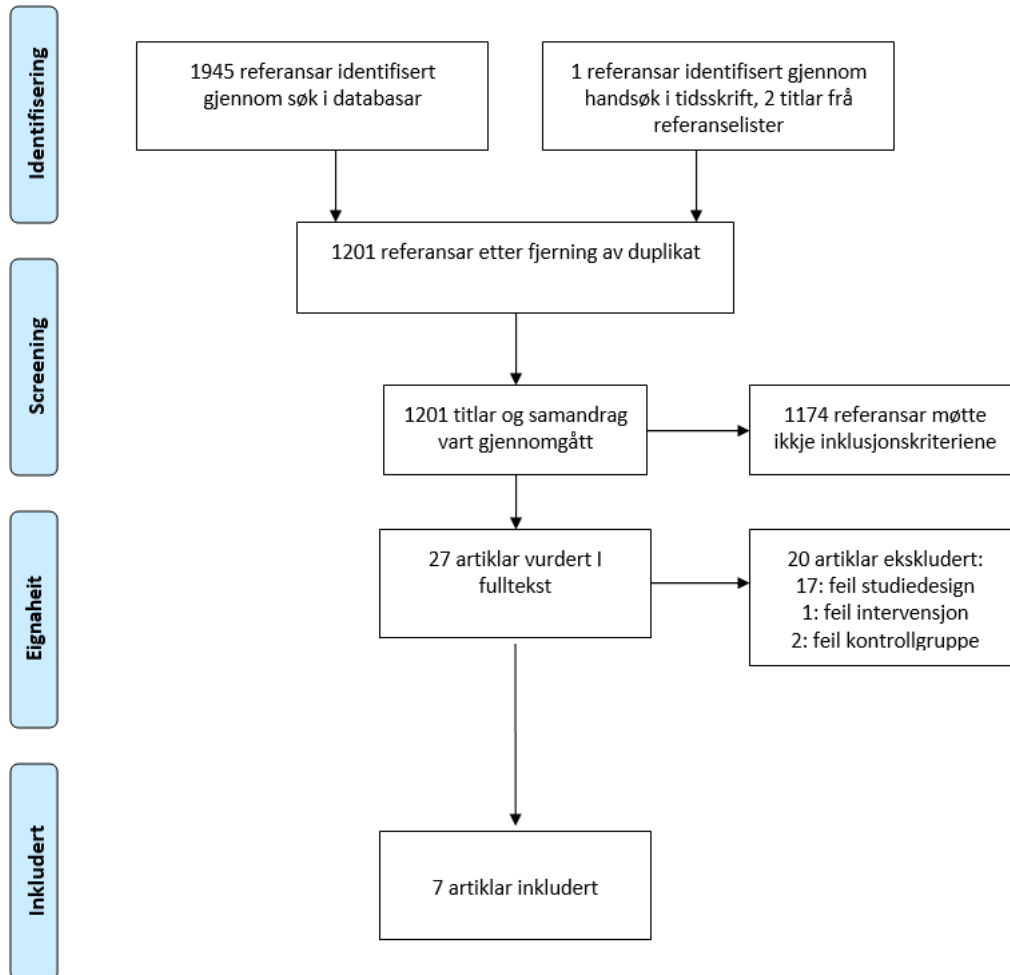 Identifisering
1945 referansar identifisert
gjennom søk i databasar
1 referansar identifisert gjennom
handsøk i tidsskrift, 2 titlar frå
referanselister
1201 referansar etter fjerning av duplikat
Screening
1201 titlar og samandrag
vart gjennomgått
1174 referansar møtte
ikkje inklusjonskriteriene
Eignaheit
27 artiklar vurdert I
fulltekst
20 artiklar ekskludert:
17: feil studiedesign
1: feil intervensjon
2: feil kontrollgruppe
Inkludert
7 artiklar inkludert